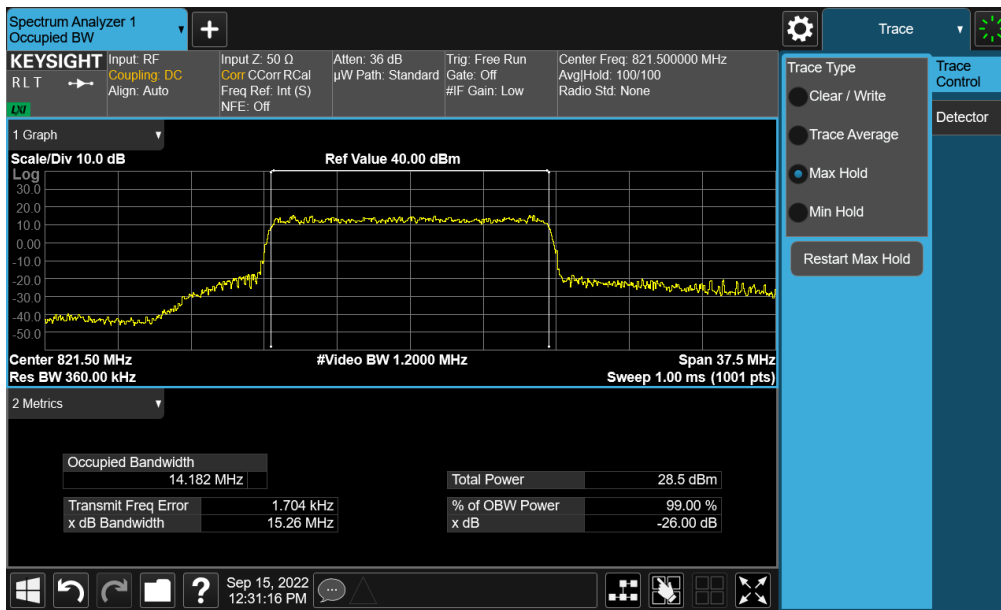 Spectrum Analyzer 1
Occupied BW
+
Trace
KEYSIGHT
R L T
LXI
Input: RF
Coupling: DC
Align: Auto
Input Z: 50 Ω
Corr CCorr RCal
Freq Ref: Int (S)
NFE: Off
Atten: 36 dB
µW Path: Standard
Trig: Free Run
Gate: Off
#IF Gain: Low
Center Freq: 821.500000 MHz
Avg|Hold: 100/100
Radio Std: None
Trace Type
Clear / Write
Trace Average
Max Hold
Min Hold
Restart Max Hold
Trace
Control
Detector
1 Graph
Scale/Div 10.0 dB
Ref Value 40.00 dBm
Log
30.0
20.0
10.0
0.00
-10.0
-20.0
-30.0
-40.0
-50.0
Center 821.50 MHz
#Video BW 1.2000 MHz
Span 37.5 MHz
Res BW 360.00 kHz
Sweep 1.00 ms (1001 pts)
2 Metrics
Occupied Bandwidth
14.182 MHz
Total Power 28.5 dBm
Transmit Freq Error 1.704 kHz
% of OBW Power 99.00 %
x dB Bandwidth 15.26 MHz
x dB -26.00 dB
?
Sep 15, 2022
12:31:16 PM